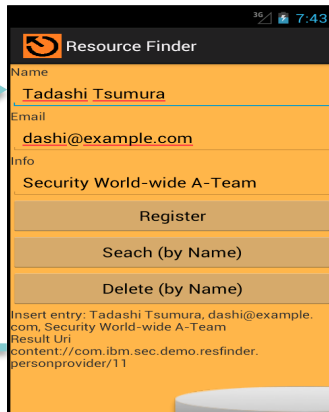 3G 7:43
Resource Finder
Name
Tadashi Tsumura
Email
dashi@example.com
Info
Security World-wide A-Team
Register
Seach (by Name)
Delete (by Name)
Insert entry: Tadashi Tsumura, dashi@example.
com, Security World-wide A-Team
Result Uri
content://com.ibm.sec.demo.resfinder.
personprovider/11